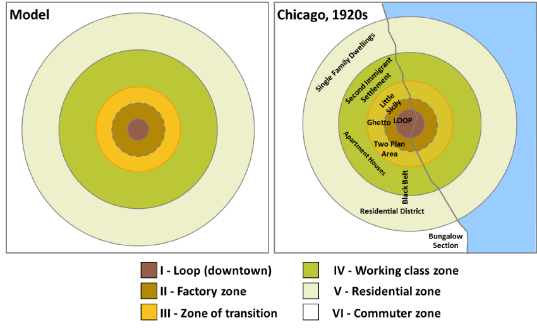 Model
Chicago, 1920s
Single Family Dwellings
Second Immigrant
Settlement
Little
Sicily
Ghetto
LOOP
Two Plan
Area
Apartment Houses
Black Belt
Residential District
Bungalow
Section
I - Loop (downtown)
II - Factory zone
III - Zone of transition
IV - Working class zone
V - Residential zone
VI - Commuter zone